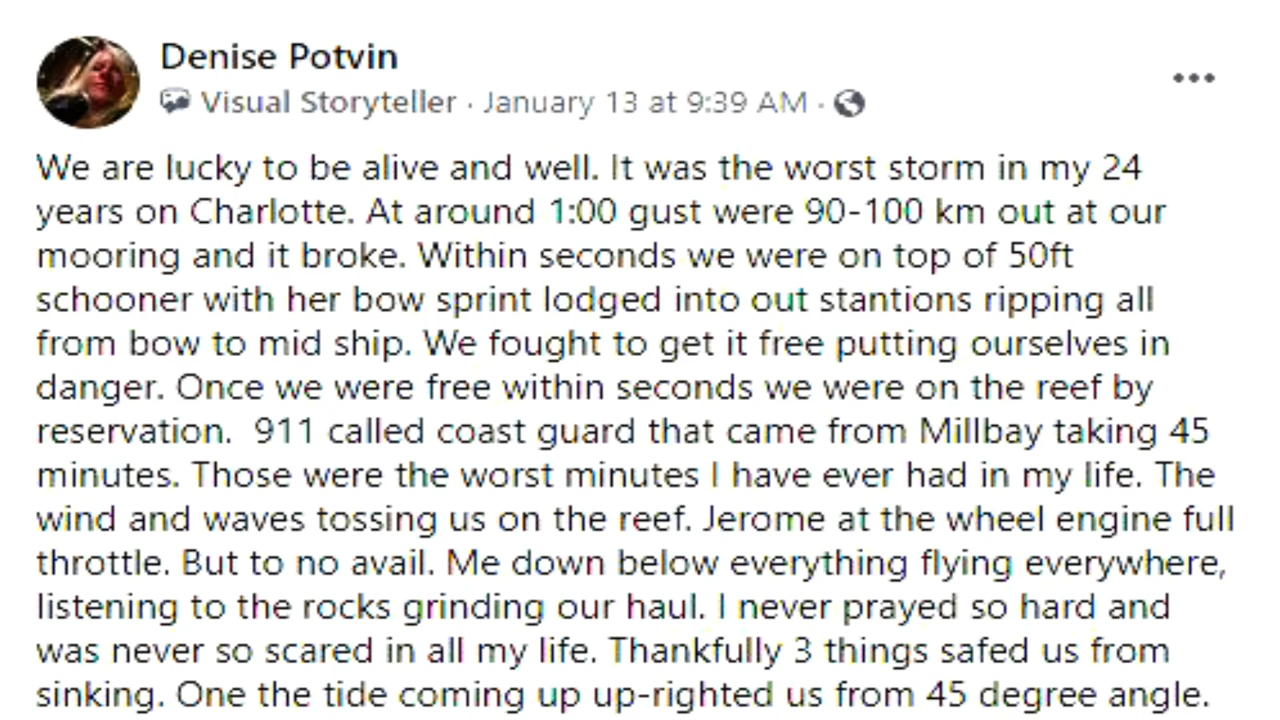 Denise Potvin
Visual Storyteller · January 13 at 9:39 AM ·
We are lucky to be alive and well. It was the worst storm in my 24
years on Charlotte. At around 1:00 gust were 90-100 km out at our
mooring and it broke. Within seconds we were on top of 50ft
schooner with her bow sprint lodged into out stantions ripping all
from bow to mid ship. We fought to get it free putting ourselves in
danger. Once we were free within seconds we were on the reef by
reservation.  911 called coast guard that came from Millbay taking 45
minutes. Those were the worst minutes I have ever had in my life. The
wind and waves tossing us on the reef. Jerome at the wheel engine full
throttle. But to no avail. Me down below everything flying everywhere,
listening to the rocks grinding our haul. I never prayed so hard and
was never so scared in all my life. Thankfully 3 things safed us from
sinking. One the tide coming up up-righted us from 45 degree angle.